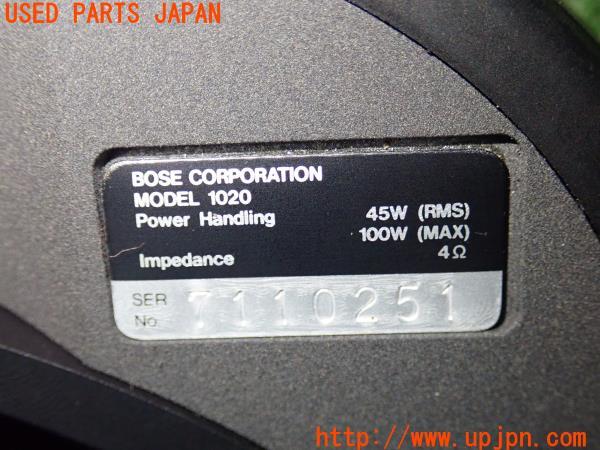 USED PARTS JAPAN
BOSE CORPORATION
MODEL 1020
Power Handling 45W (RMS)
100W (MAX)
Impedance 4Ω
SER No. 7110251
http://www.upjpn.com/